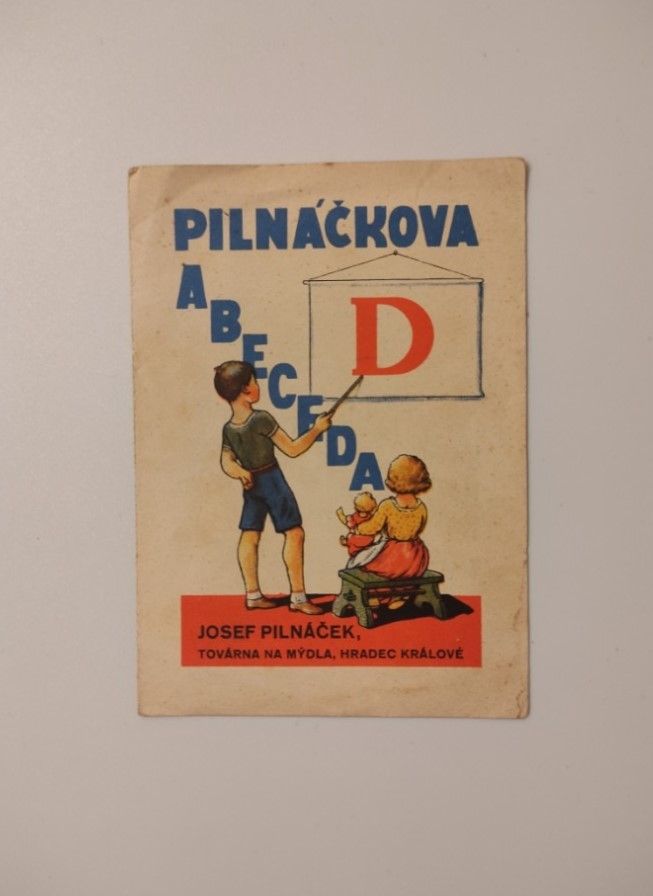 PILNÁČKOVA
ABECEDA
D
JOSEF PILNÁČEK,
TOVÁRNA NA MÝDLA, HRADEC KRÁLOVÉ